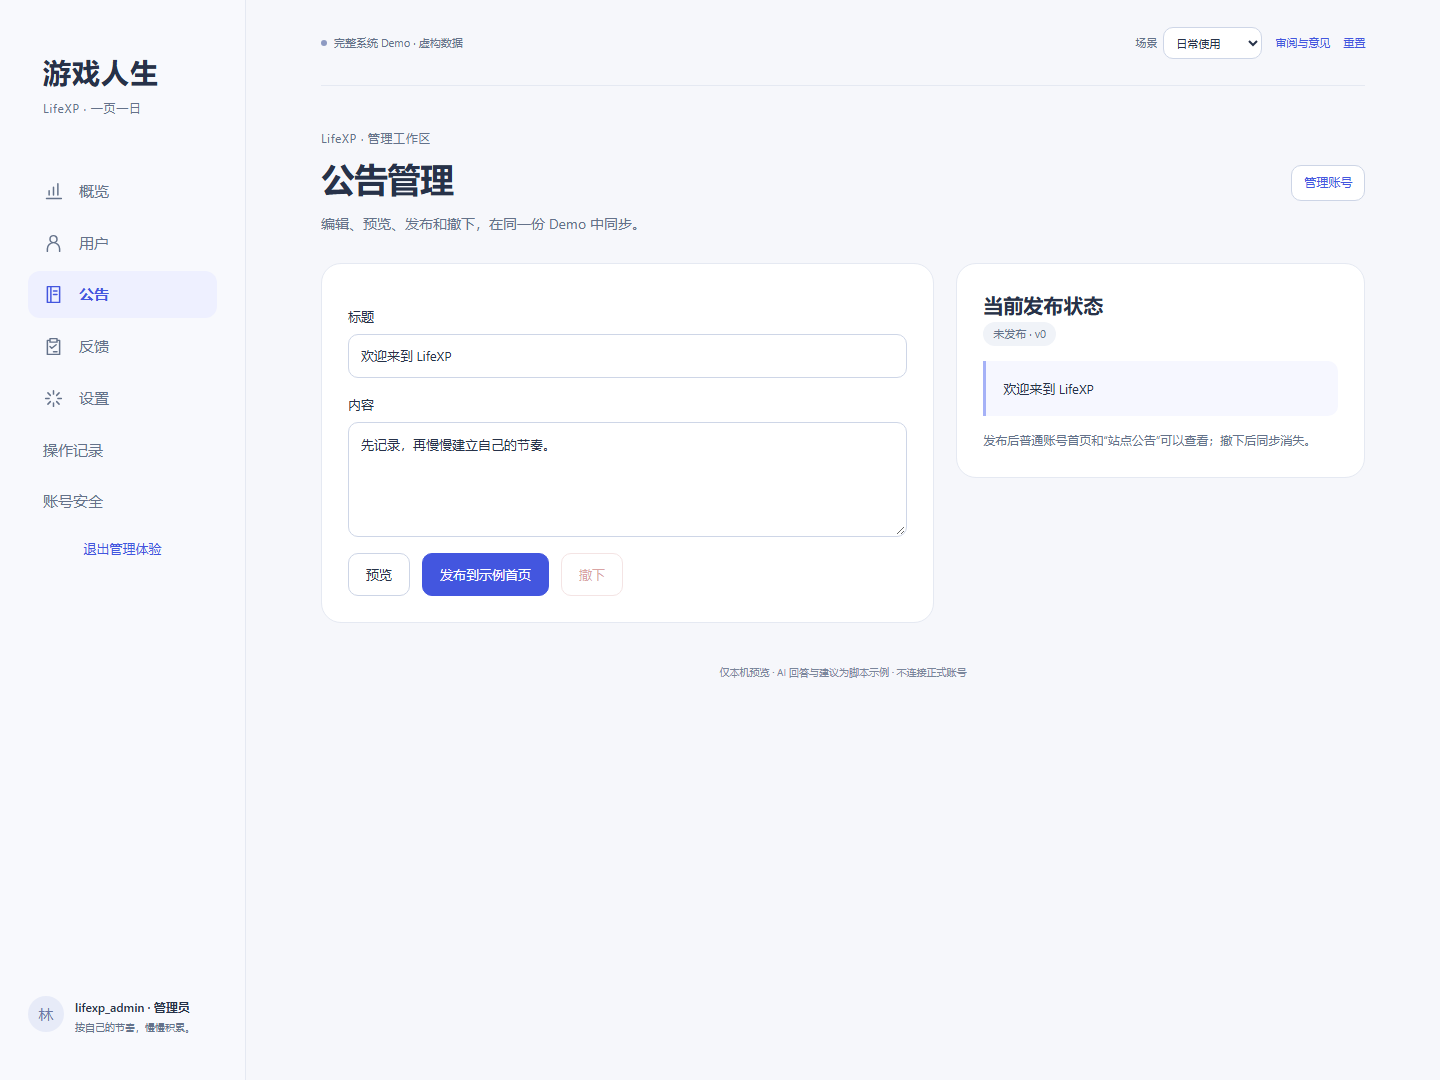 游戏人生
LifeXP · 一页一日
概览
用户
公告
反馈
设置
操作记录
账号安全
退出管理体验
林
lifexp_admin · 管理员
按自己的节奏，慢慢积累。
完整系统 Demo · 虚构数据
场景
日常使用
审阅与意见
重置
LifeXP · 管理工作区
公告管理
编辑、预览、发布和撤下，在同一份 Demo 中同步。
管理账号
标题
欢迎来到 LifeXP
内容
先记录，再慢慢建立自己的节奏。
预览
发布到示例首页
撤下
当前发布状态
未发布 · v0
欢迎来到 LifeXP
发布后普通账号首页和“站点公告”可以查看；撤下后同步消失。
仅本机预览 · AI 回答与建议为脚本示例 · 不连接正式账号